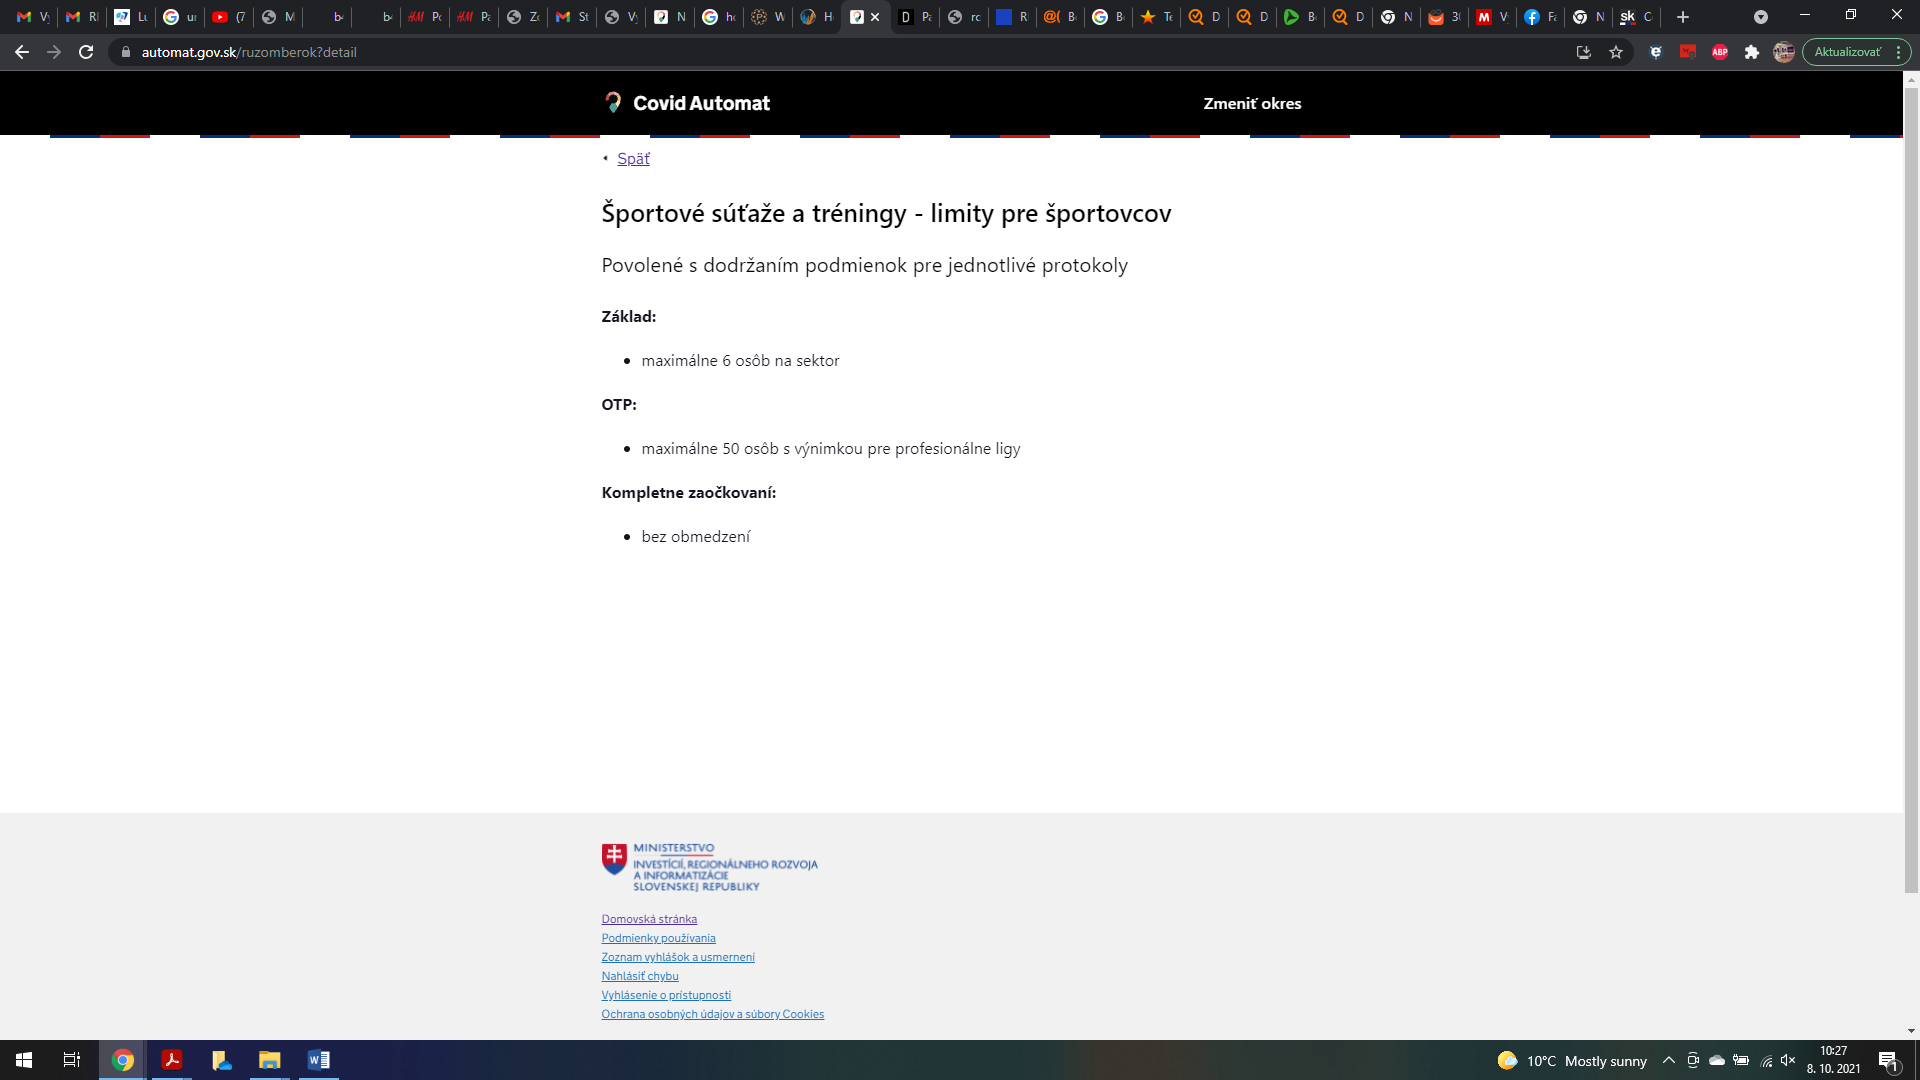 automat.gov.sk/ruzomberok?detail
Aktualizovať
Covid Automat
Zmeniť okres
Späť
Športové súťaže a tréningy - limity pre športovcov
Povolené s dodržaním podmienok pre jednotlivé protokoly
Základ:
maximálne 6 osôb na sektor
OTP:
maximálne 50 osôb s výnimkou pre profesionálne ligy
Kompletne zaočkovaní:
bez obmedzení
MINISTERSTVO
INVESTÍCIÍ, REGIONÁLNEHO ROZVOJA
A INFORMATIZÁCIE
SLOVENSKEJ REPUBLIKY
Domovská stránka
Podmienky používania
Zoznam vyhlášok a usmernení
Nahlásiť chybu
Vyhlásenie o prístupnosti
Ochrana osobných údajov a súbory Cookies
10°C Mostly sunny
10:27
8. 10. 2021